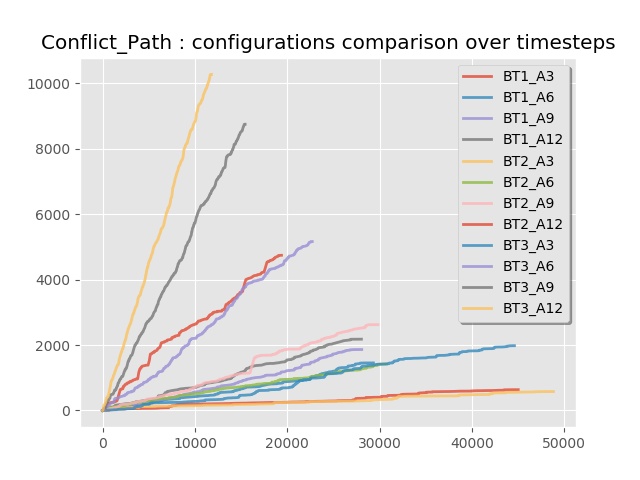 Conflict_Path : configurations comparison over timesteps
10000
8000
6000
4000
2000
0
0
10000
20000
30000
40000
50000
BT1_A3
BT1_A6
BT1_A9
BT1_A12
BT2_A3
BT2_A6
BT2_A9
BT2_A12
BT3_A3
BT3_A6
BT3_A9
BT3_A12